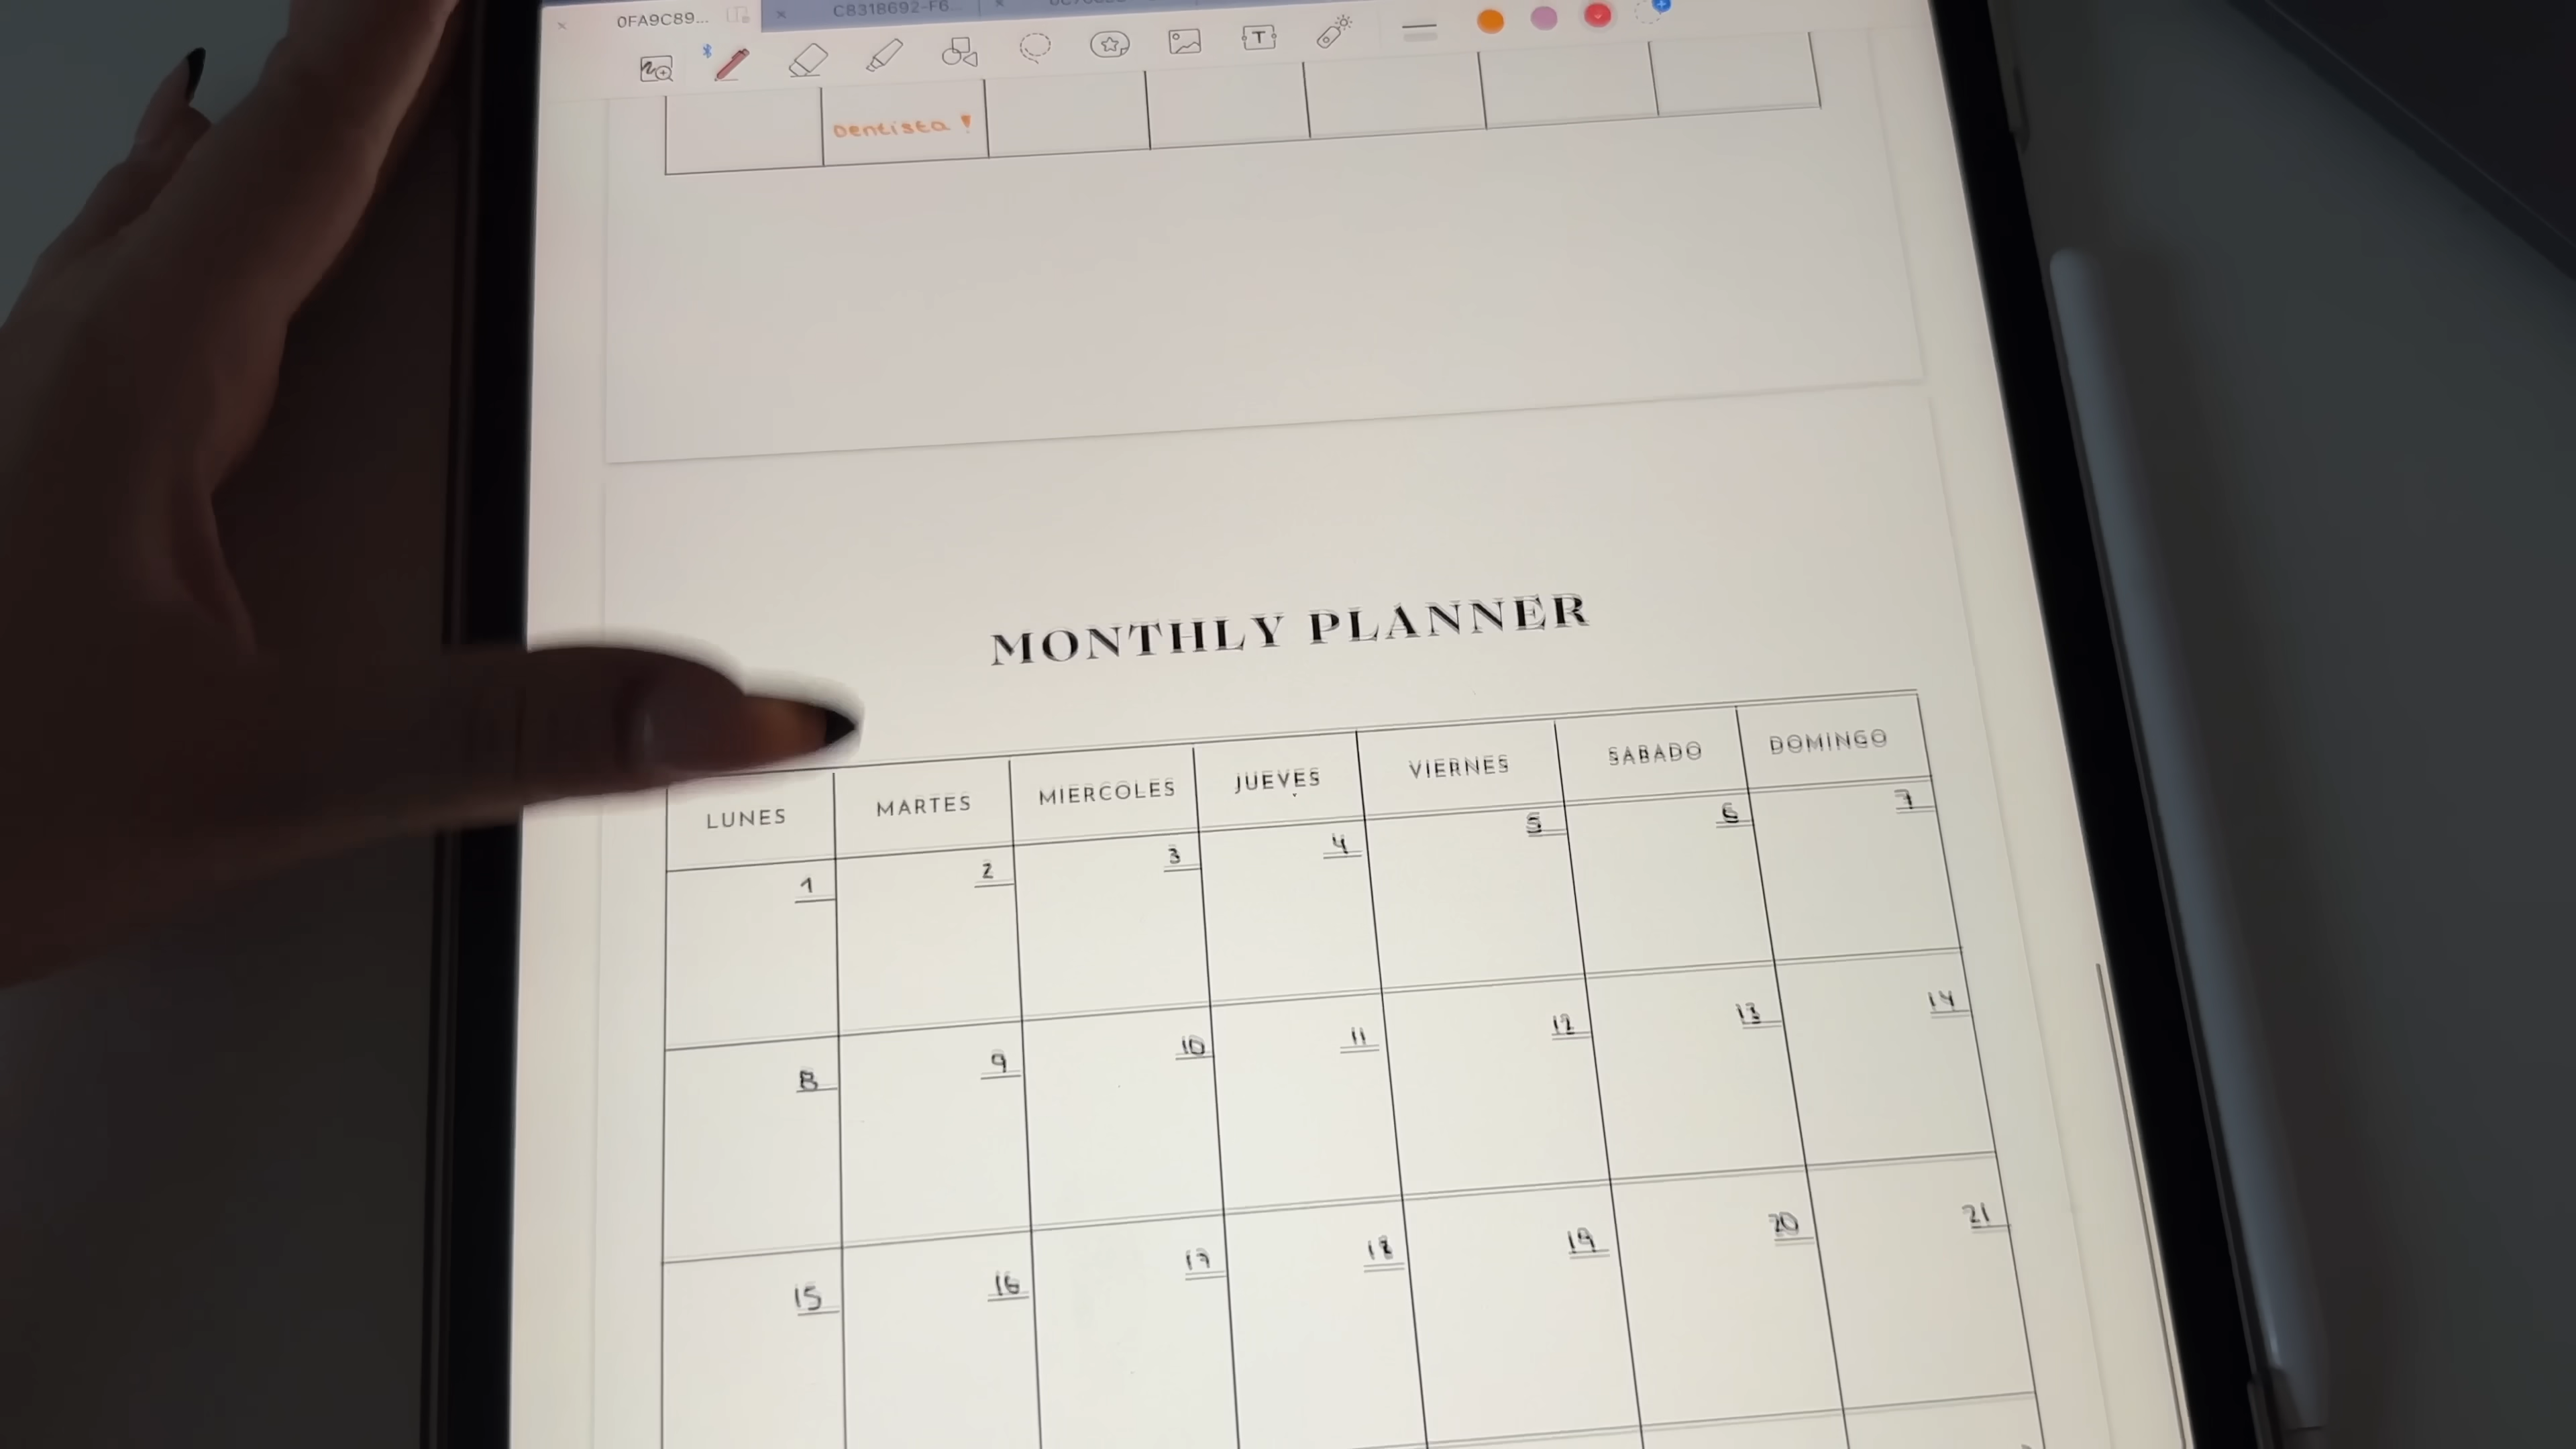 0FA9C89...
C8318692-F6...
T
Dentista !
MONTHLY PLANNER
LUNES MARTES MIERCOLES JUEVES VIERNES SABADO DOMINGO
1 2 3 4 5 6 7
8 9 10 11 12 13 14
15 16 17 18 19 20 21